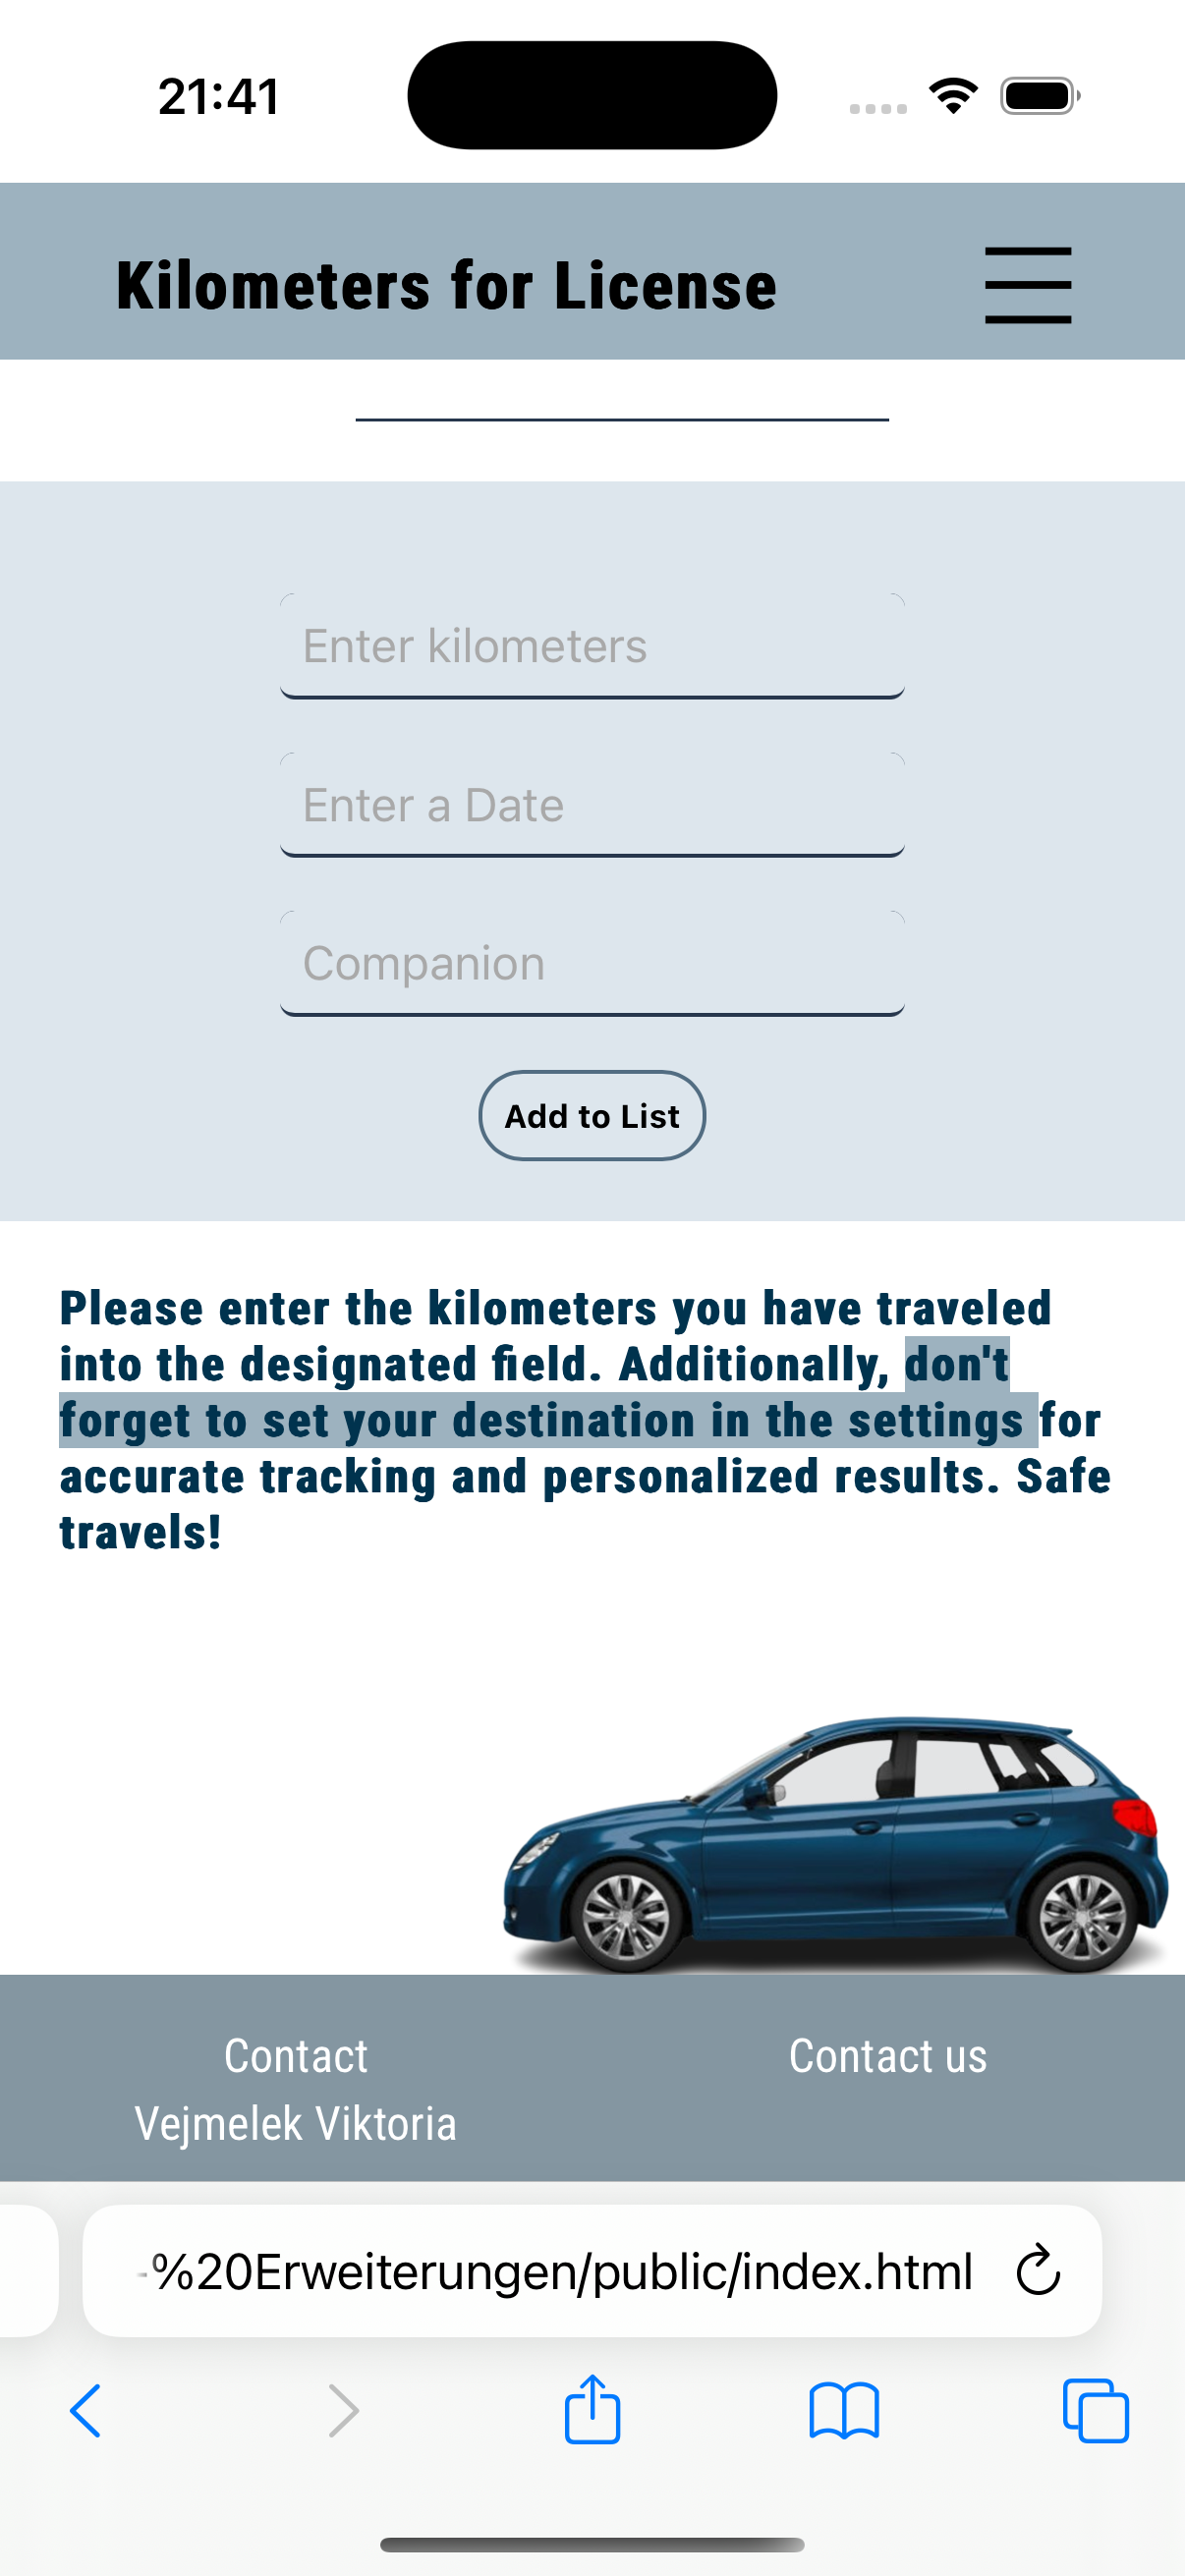 21:41
Kilometers for License
Enter kilometers
Enter a Date
Companion
Add to List
Please enter the kilometers you have traveled
into the designated field. Additionally, don't
forget to set your destination in the settings for
accurate tracking and personalized results. Safe
travels!
Contact
Contact us
Vejmelek Viktoria
-%20Erweiterungen/public/index.html